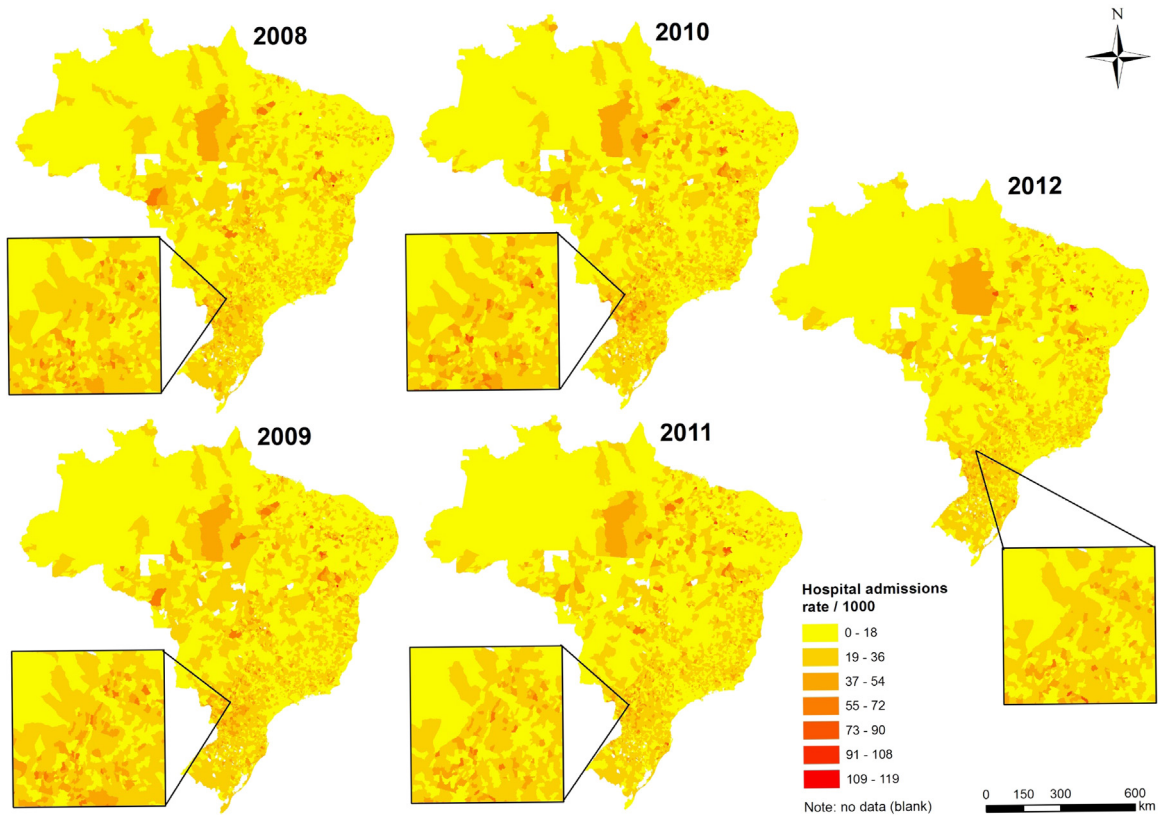 N
2008
2010
2012
2009
2011
Hospital admissions
rate / 1000
0 - 18
19 - 36
37 - 54
55 - 72
73 - 90
91 - 108
109 - 119
Note: no data (blank)
0 150 300 600
km